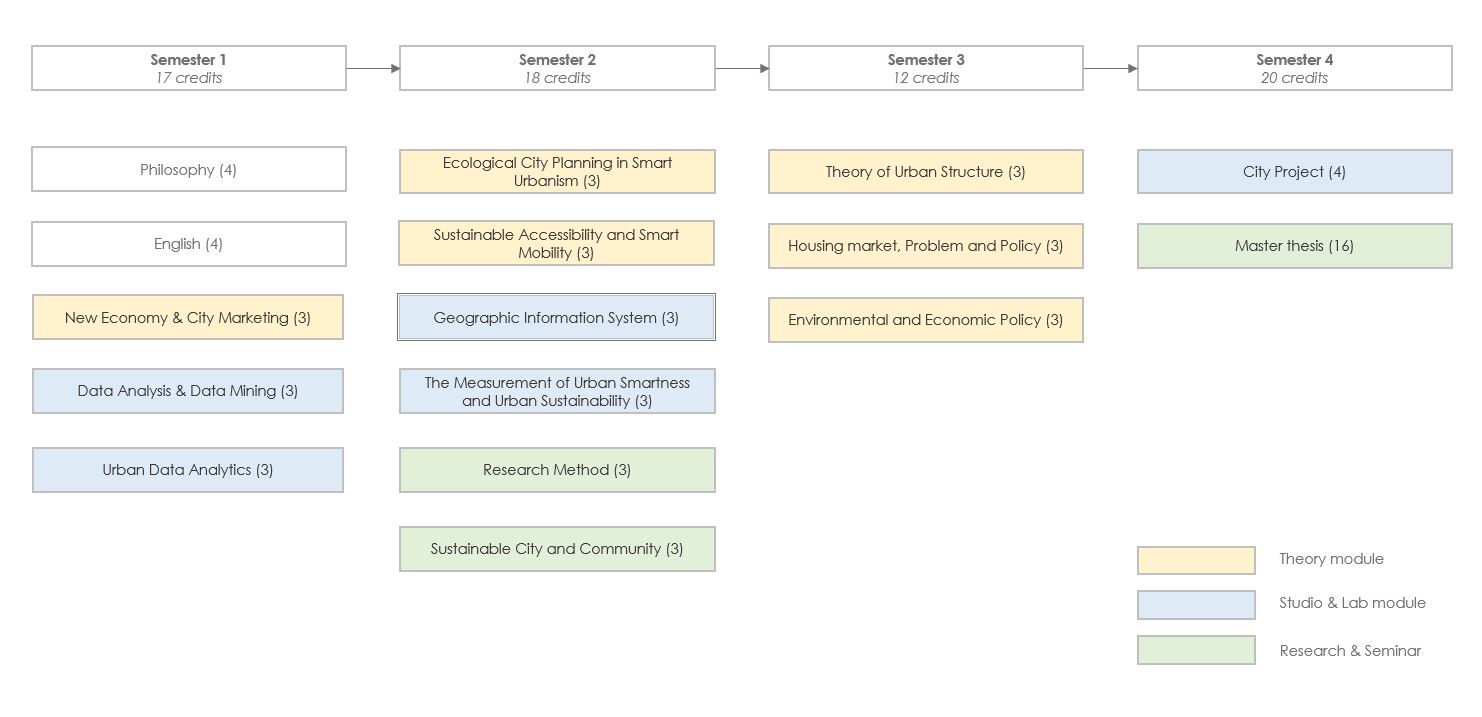 Semester 1
17 credits
Semester 2
18 credits
Semester 3
12 credits
Semester 4
20 credits
Philosophy (4)
English (4)
New Economy & City Marketing (3)
Data Analysis & Data Mining (3)
Urban Data Analytics (3)
Ecological City Planning in Smart
Urbanism (3)
Sustainable Accessibility and Smart
Mobility (3)
Geographic Information System (3)
The Measurement of Urban Smartness
and Urban Sustainability (3)
Research Method (3)
Sustainable City and Community (3)
Theory of Urban Structure (3)
Housing market, Problem and Policy (3)
Environmental and Economic Policy (3)
City Project (4)
Master thesis (16)
Theory module
Studio & Lab module
Research & Seminar